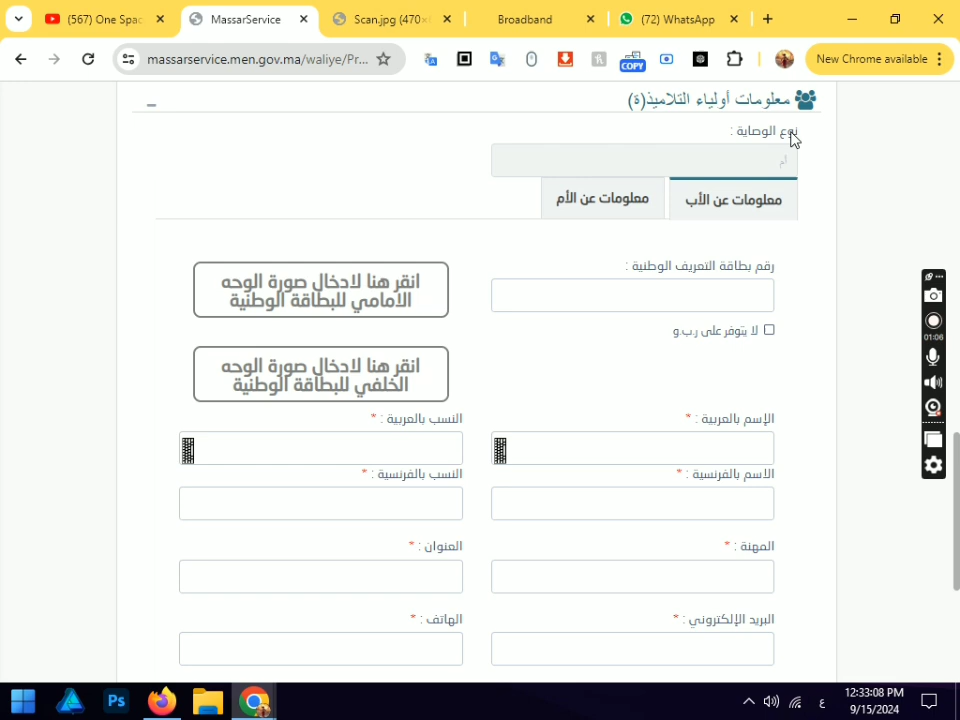 (567) One Spac
MassarService
Scan.jpg (470×
Broadband
(72) WhatsApp
massarservice.men.gov.ma/waliye/Pr...
COPY
New Chrome available
معلومات أولياء التلاميذ(ة)
نوع الوصاية :
أم
معلومات عن الأب
معلومات عن الأم
رقم بطاقة التعريف الوطنية :
انقر هنا لادخال صورة الوجه
الامامي للبطاقة الوطنية
لا يتوفر على ر.ب.و
انقر هنا لادخال صورة الوجه
الخلفي للبطاقة الوطنية
الإسم بالعربية : *
النسب بالعربية : *
الاسم بالفرنسية : *
النسب بالفرنسية : *
المهنة : *
العنوان : *
البريد الإلكتروني : *
الهاتف : *
01:06
Ps
ع
12:33:08 PM
9/15/2024